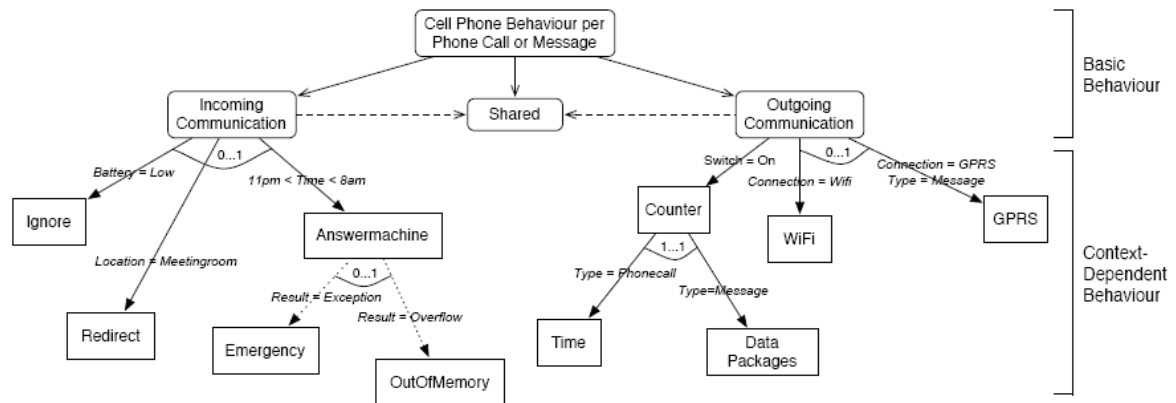 Cell Phone Behaviour per
Phone Call or Message
Basic
Behaviour
Incoming
Communication
Shared
Outgoing
Communication
0...1
0...1
Battery = Low
11pm < Time < 8am
Switch = On
Connection = Wifi
Connection = GPRS
Type = Message
Ignore
Answermachine
Counter
WiFi
GPRS
Location = Meetingroom
0...1
1...1
Result = Exception
Result = Overflow
Type = Phonecall
Type=Message
Context-
Dependent
Behaviour
Redirect
Emergency
OutOfMemory
Time
Data
Packages